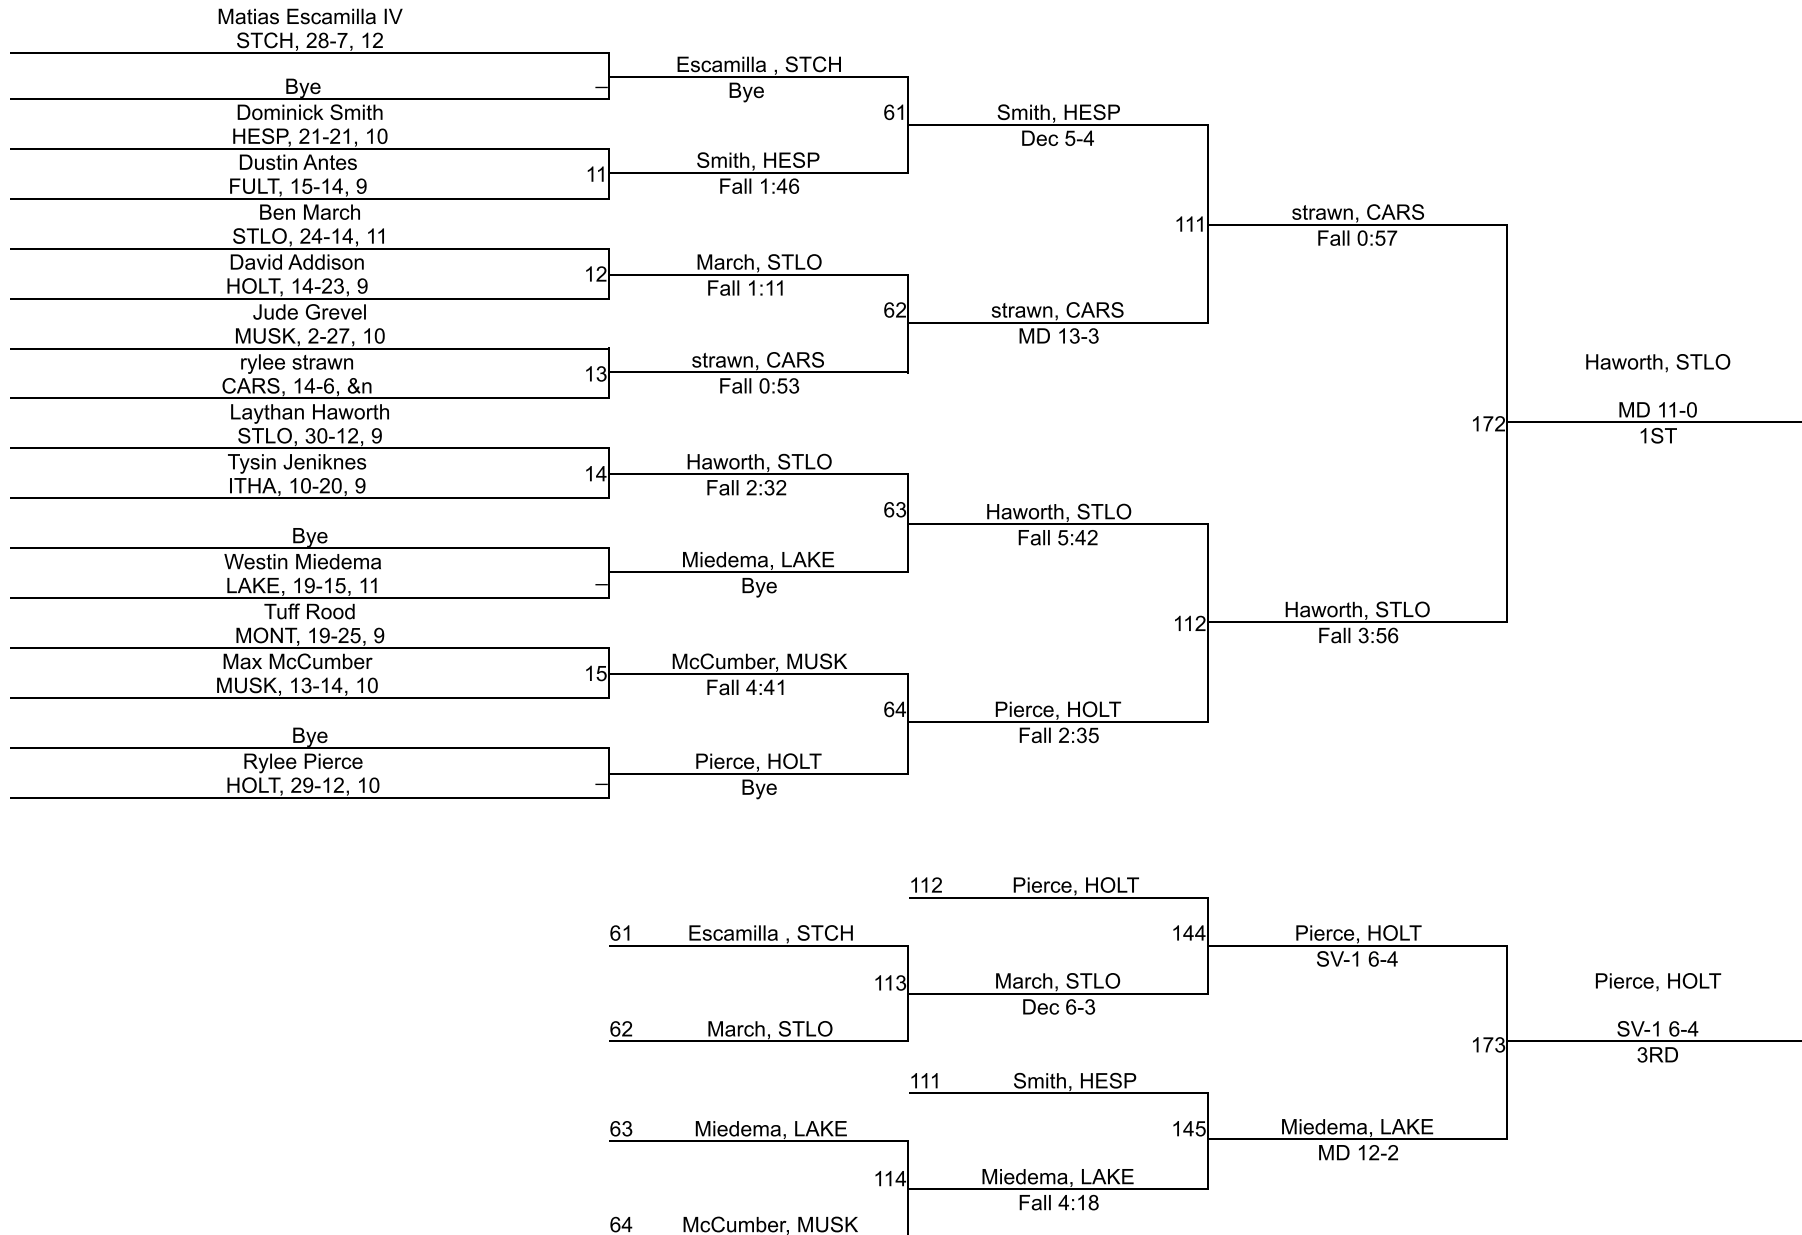 Matias Escamilla IV
STCH, 28-7, 12
Bye
Dominick Smith
HESP, 21-21, 10
Dustin Antes
FULT, 15-14, 9
Ben March
STLO, 24-14, 11
David Addison
HOLT, 14-23, 9
Jude Grevel
MUSK, 2-27, 10
rylee strawn
CARS, 14-6, &n
Laythan Haworth
STLO, 30-12, 9
Tysin Jeniknes
ITHA, 10-20, 9
Bye
Westin Miedema
LAKE, 19-15, 11
Tuff Rood
MONT, 19-25, 9
Max McCumber
MUSK, 13-14, 10
Bye
Rylee Pierce
HOLT, 29-12, 10
–
11
12
13
14
–
15
–
Escamilla , STCH
Bye
Smith, HESP
Fall 1:46
March, STLO
Fall 1:11
strawn, CARS
Fall 0:53
Haworth, STLO
Fall 2:32
Miedema, LAKE
Bye
McCumber, MUSK
Fall 4:41
Pierce, HOLT
Bye
61
62
63
64
Smith, HESP
Dec 5-4
strawn, CARS
MD 13-3
Haworth, STLO
Fall 5:42
Pierce, HOLT
Fall 2:35
111
112
strawn, CARS
Fall 0:57
Haworth, STLO
Fall 3:56
172
Haworth, STLO
MD 11-0
1ST
61 Escamilla , STCH
62 March, STLO
63 Miedema, LAKE
64 McCumber, MUSK
113
114
112 Pierce, HOLT
March, STLO
Dec 6-3
111 Smith, HESP
Miedema, LAKE
Fall 4:18
144
145
Pierce, HOLT
SV-1 6-4
Miedema, LAKE
MD 12-2
173
Pierce, HOLT
SV-1 6-4
3RD